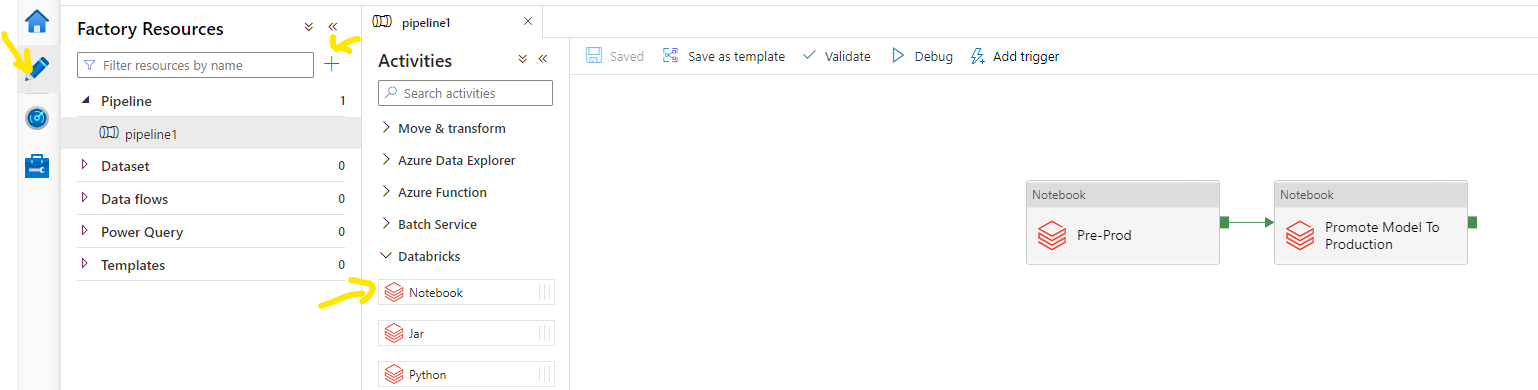 Factory Resources
Filter resources by name
Pipeline 1
pipeline1
Dataset 0
Data flows 0
Power Query 0
Templates 0
pipeline1
Activities
Search activities
Move & transform
Azure Data Explorer
Azure Function
Batch Service
Databricks
Notebook
Jar
Python
Saved
Save as template
Validate
Debug
Add trigger
Notebook
Pre-Prod
Notebook
Promote Model To
Production